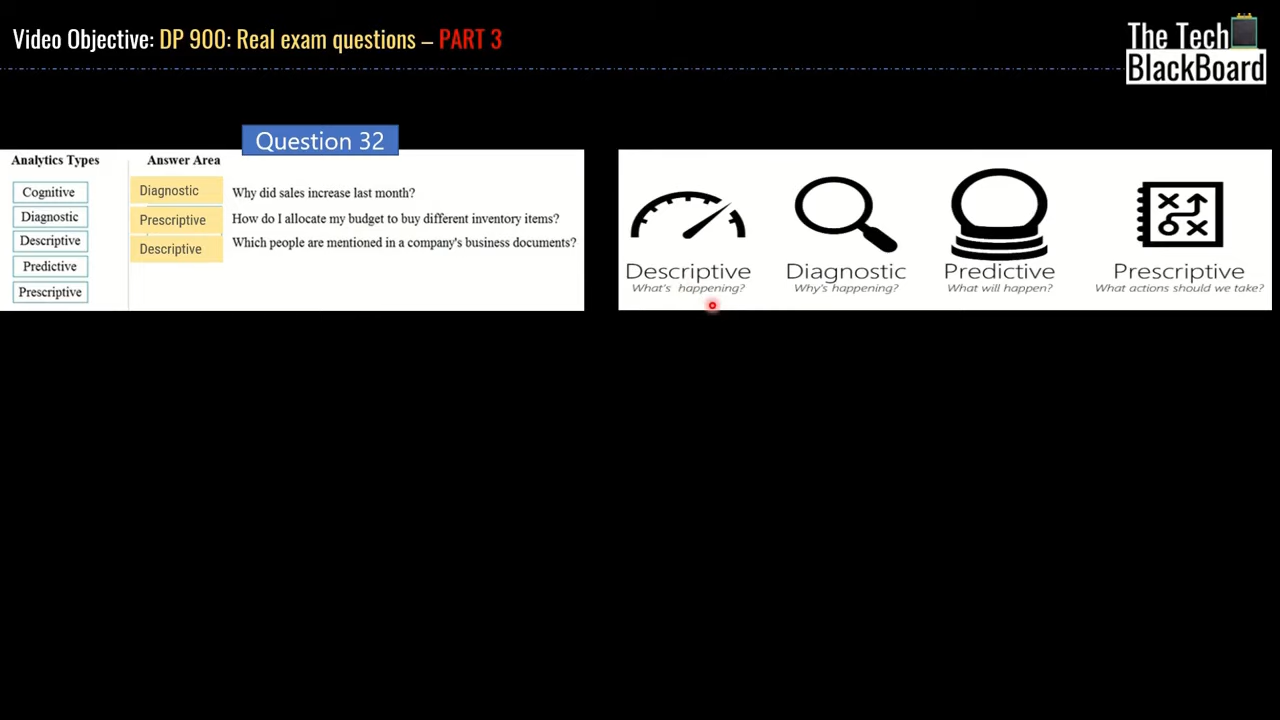 Video Objective: DP 900: Real exam questions – PART 3
The Tech
BlackBoard
Question 32
Analytics Types
Answer Area
Cognitive
Diagnostic
Descriptive
Predictive
Prescriptive
Diagnostic Why did sales increase last month?
Prescriptive How do I allocate my budget to buy different inventory items?
Descriptive Which people are mentioned in a company's business documents?
Descriptive
What's happening?
Diagnostic
Why's happening?
Predictive
What will happen?
Prescriptive
What actions should we take?